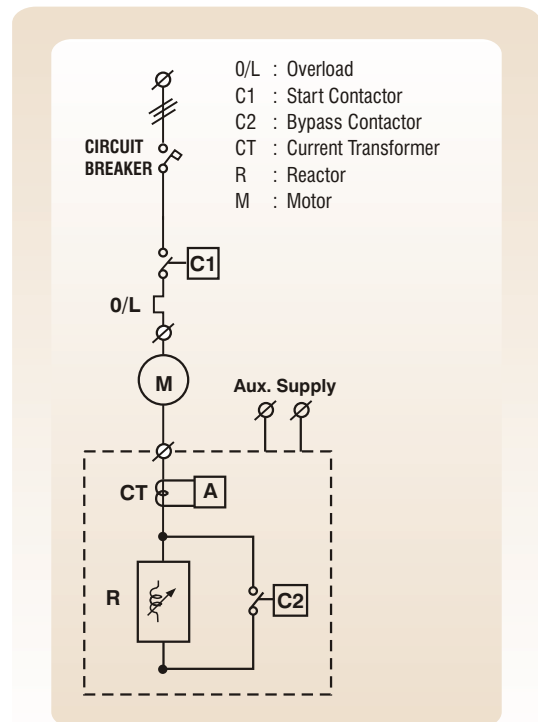 0/L : Overload
C1 : Start Contactor
C2 : Bypass Contactor
CT : Current Transformer
R : Reactor
M : Motor
CIRCUIT
BREAKER
C1
0/L
M
Aux. Supply
CT
A
R
C2